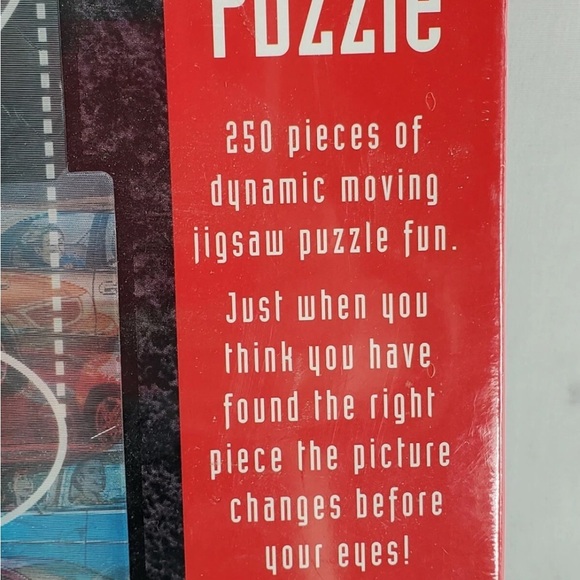 Puzzle
250 pieces of
dynamic moving
jigsaw puzzle fun.
Just when you
think you have
found the right
piece the picture
changes before
your eyes!